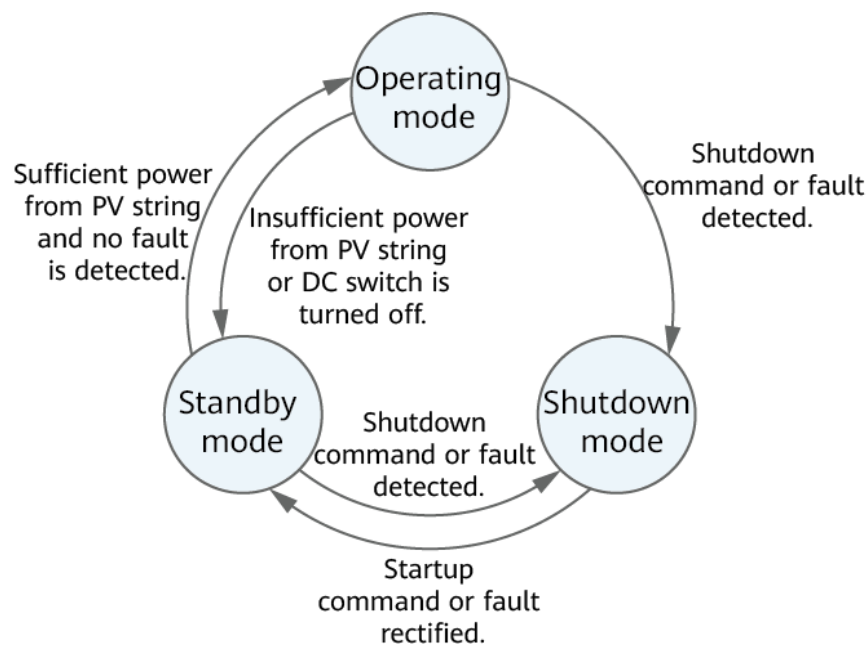 Operating
mode
Shutdown
command or fault
detected.
Sufficient power
from PV string
and no fault
is detected.
Insufficient power
from PV string
or DC switch is
turned off.
Standby
mode
Shutdown
command or fault
detected.
Shutdown
mode
Startup
command or fault
rectified.